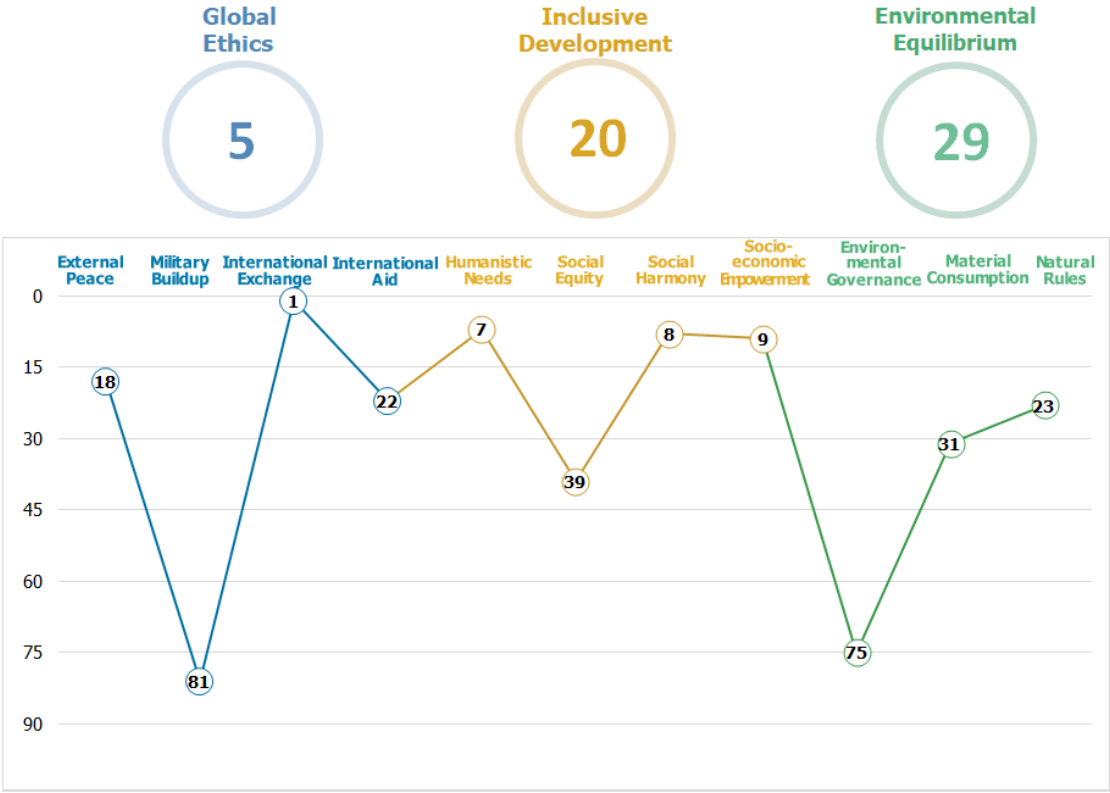 Global
Ethics
Inclusive
Development
Environmental
Equilibrium
5
20
29
External
Peace
Military
Buildup
International
Exchange
International
Aid
Humanistic
Needs
Social
Equity
Social
Harmony
Socio-
economic
Empowerment
Environ-
mental
Governance
Material
Consumption
Natural
Rules
0
15
30
45
60
75
90
18
81
1
22
7
39
8
9
75
31
23